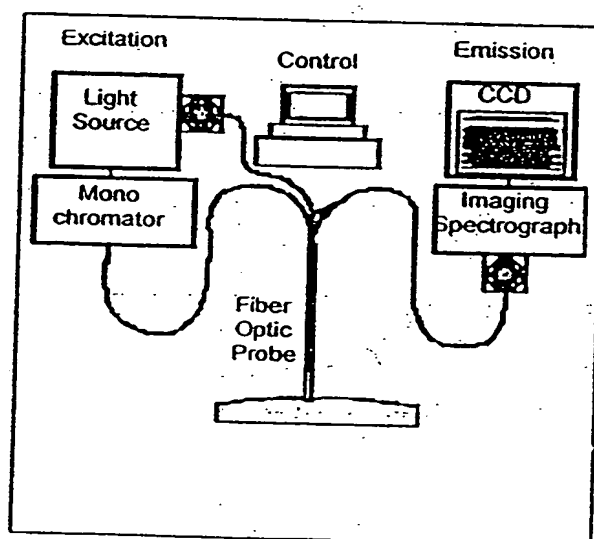 Excitation
Light
Source
Mono
chromator
Control
Emission
CCD
Imaging
Spectrograph
Fiber
Optic
Probe